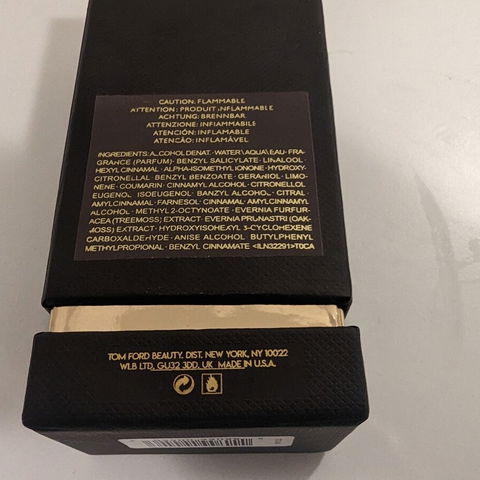 CAUTION: FLAMMABLE
ATTENTION : PRODUIT INFLAMMABLE
ACHTUNG: BRENNBAR
ATTENZIONE: INFIAMMABILE
ATENCIÓN: INFLAMABLE
ATENCÃO: INFLAMÁVEL
INGREDIENTS: ALCOHOL DENAT. · WATER\AQUA\EAU · FRA-
GRANCE (PARFUM) · BENZYL SALICYLATE · LINALOOL ·
HEXYL CINNAMAL · ALPHA-ISOMETHYL IONONE · HYDROXY-
CITRONELLAL · BENZYL BENZOATE · GERANIOL · LIMO-
NENE · COUMARIN · CINNAMYL ALCOHOL · CITRONELLOL
EUGENOL · ISOEUGENOL · BENZYL ALCOHOL · CITRAL ·
AMYLCINNAMAL · FARNESOL · CINNAMAL · AMYLCINNAMYL
ALCOHOL · METHYL 2-OCTYNOATE · EVERNIA FURFUR-
ACEA (TREEMOSS) EXTRACT · EVERNIA PRUNASTRI (OAK-
MOSS) EXTRACT · HYDROXYISOHEXYL 3-CYCLOHEXENE
CARBOXALDEHYDE · ANISE ALCOHOL · BUTYLPHENYL
METHYLPROPIONAL · BENZYL CINNAMATE <ILN32291> TOCA
TOM FORD BEAUTY. DIST. NEW YORK, NY 10022
WLB LTD, GU32 3DD, UK MADE IN U.S.A.